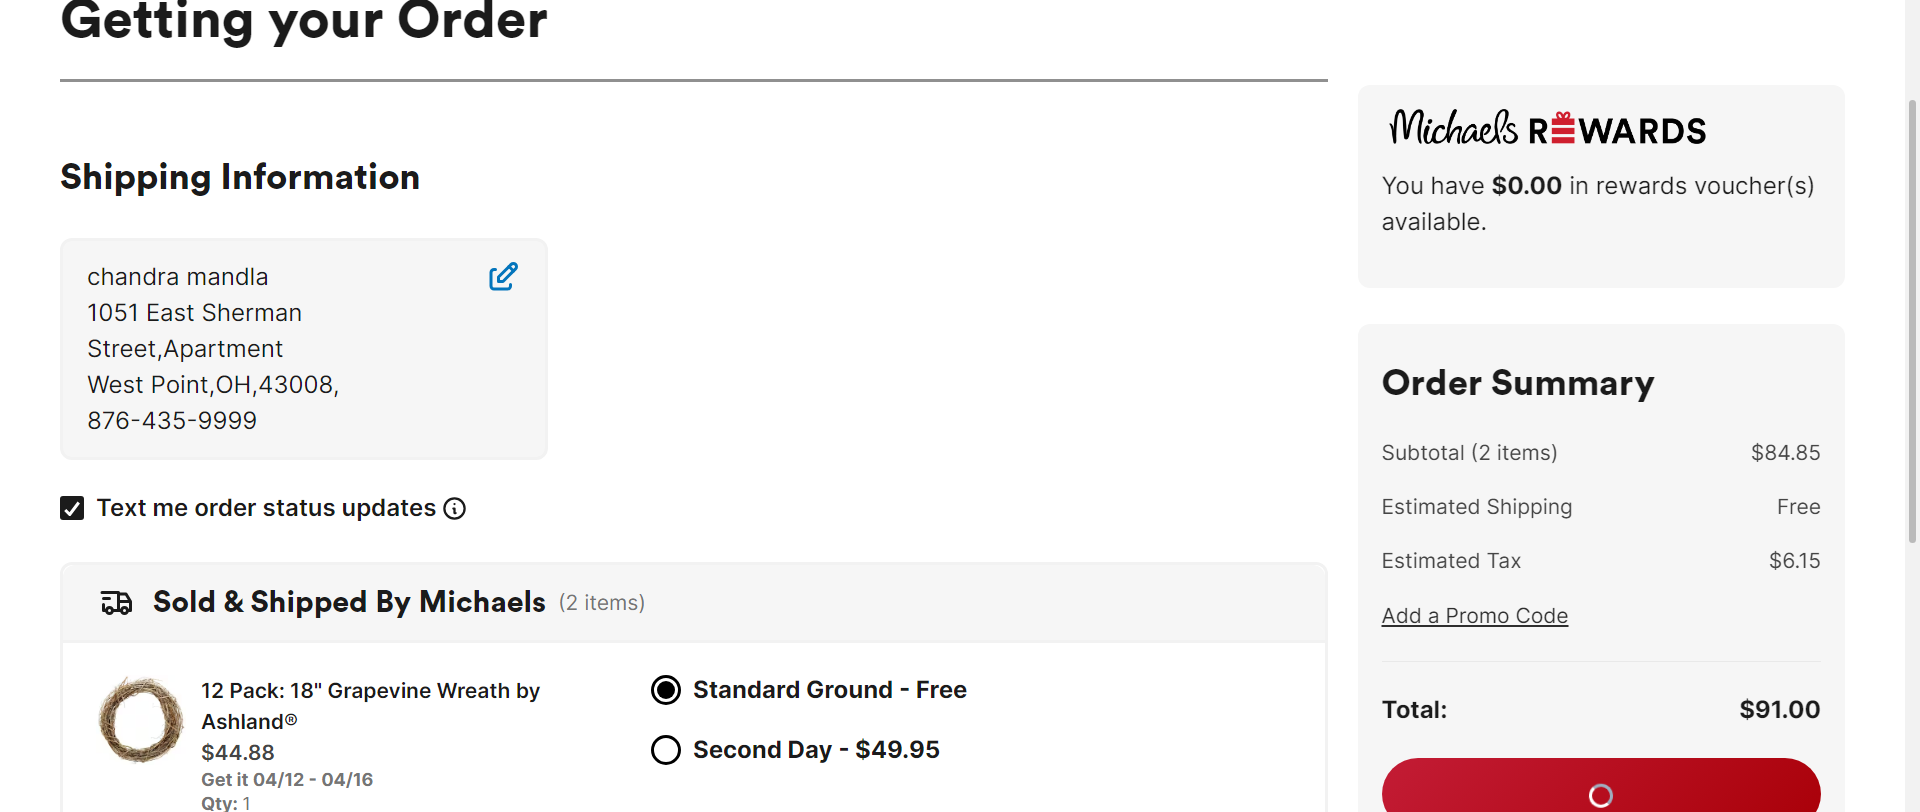 Getting your Order
Shipping Information
chandra mandla
1051 East Sherman
Street,Apartment
West Point,OH,43008,
876-435-9999
Text me order status updates
Sold & Shipped By Michaels (2 items)
12 Pack: 18" Grapevine Wreath by
Ashland®
$44.88
Get it 04/12 - 04/16
Qty: 1
Standard Ground - Free
Second Day - $49.95
Michaels REWARDS
You have $0.00 in rewards voucher(s)
available.
Order Summary
Subtotal (2 items) $84.85
Estimated Shipping Free
Estimated Tax $6.15
Add a Promo Code
Total: $91.00